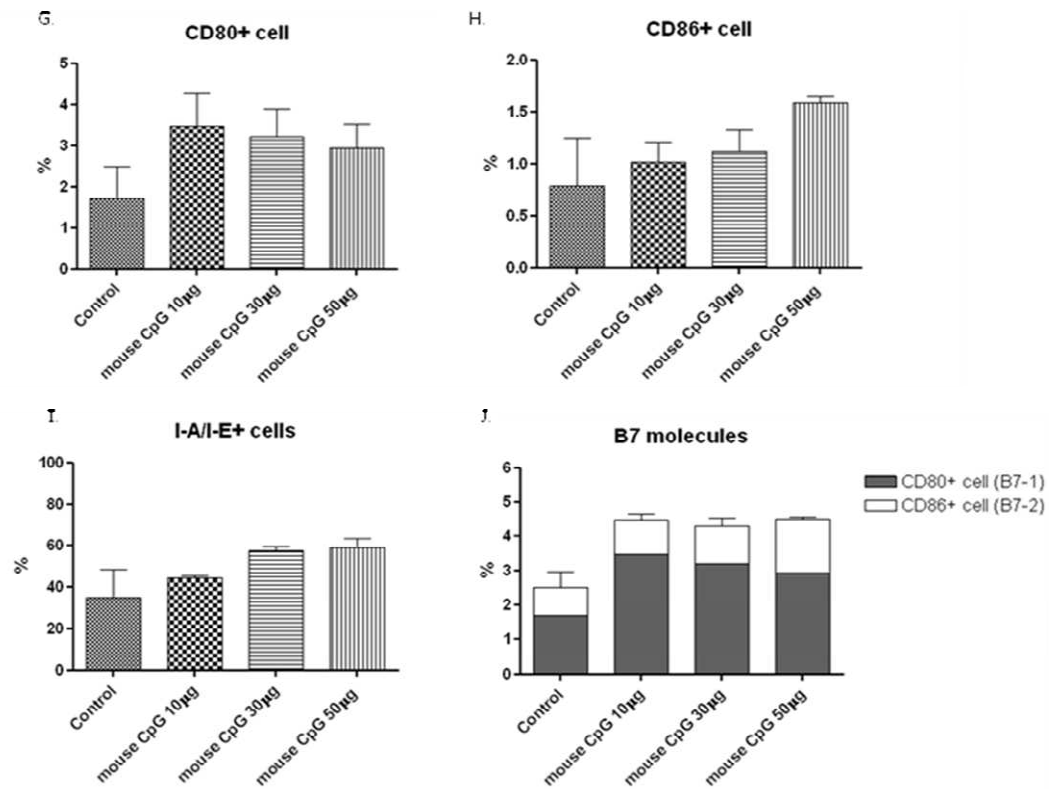 G.
CD80+ cell
5
4
3
2
1
0
%
Control
mouse CpG 10µg
mouse CpG 30µg
mouse CpG 50µg
H.
CD86+ cell
2.0
1.5
1.0
0.5
0.0
%
Control
mouse CpG 10µg
mouse CpG 30µg
mouse CpG 50µg
I.
I-A/I-E+ cells
100
80
60
40
20
0
%
Control
mouse CpG 10µg
mouse CpG 30µg
mouse CpG 50µg
J.
B7 molecules
6
5
4
3
2
1
0
%
Control
mouse CpG 10µg
mouse CpG 30µg
mouse CpG 50µg
CD80+ cell (B7-1)
CD86+ cell (B7-2)